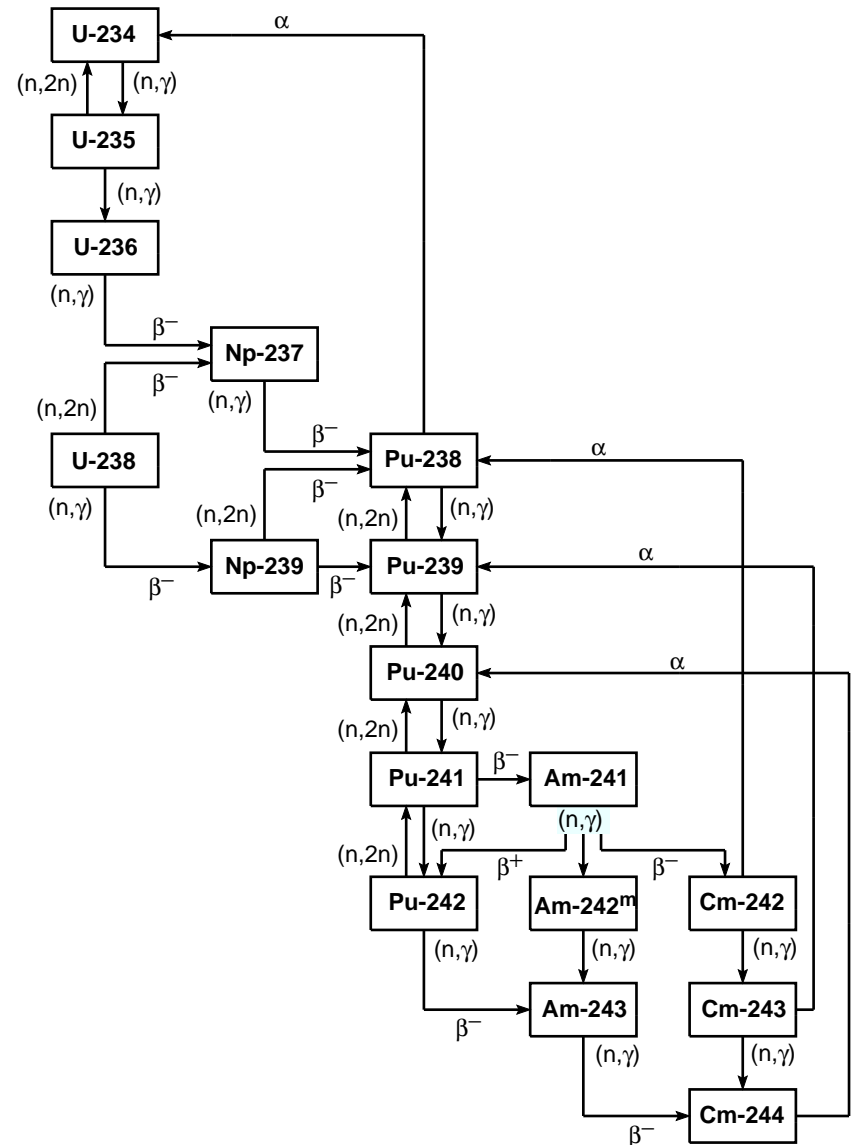 U-234
α
(n,2n) (n,γ)
U-235
(n,γ)
U-236
(n,γ)
β−
Np-237
β−
(n,2n)
(n,γ)
β−
U-238
Pu-238
α
(n,γ)
β−
(n,2n)
(n,2n)
(n,γ)
Np-239
Pu-239
α
β−
β−
(n,2n)
(n,γ)
Pu-240
α
(n,2n)
(n,γ)
β−
Pu-241
Am-241
(n,γ)
(n,γ)
(n,2n)
β+
β−
Pu-242
Am-242m
Cm-242
(n,γ)
(n,γ)
(n,γ)
Am-243
Cm-243
β−
(n,γ)
(n,γ)
Cm-244
β−